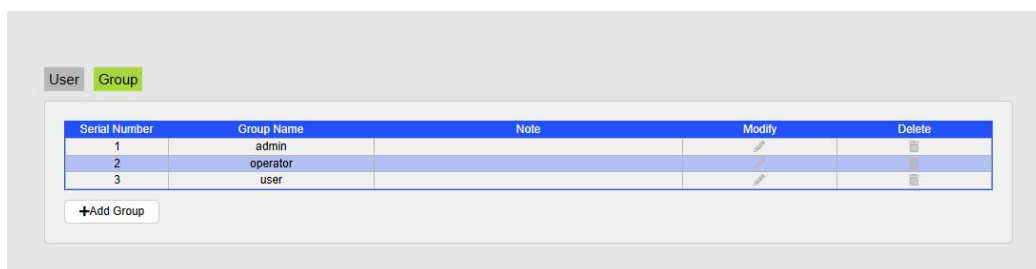 User Group
Serial Number Group Name Note Modify Delete
1 admin
2 operator
3 user
+Add Group